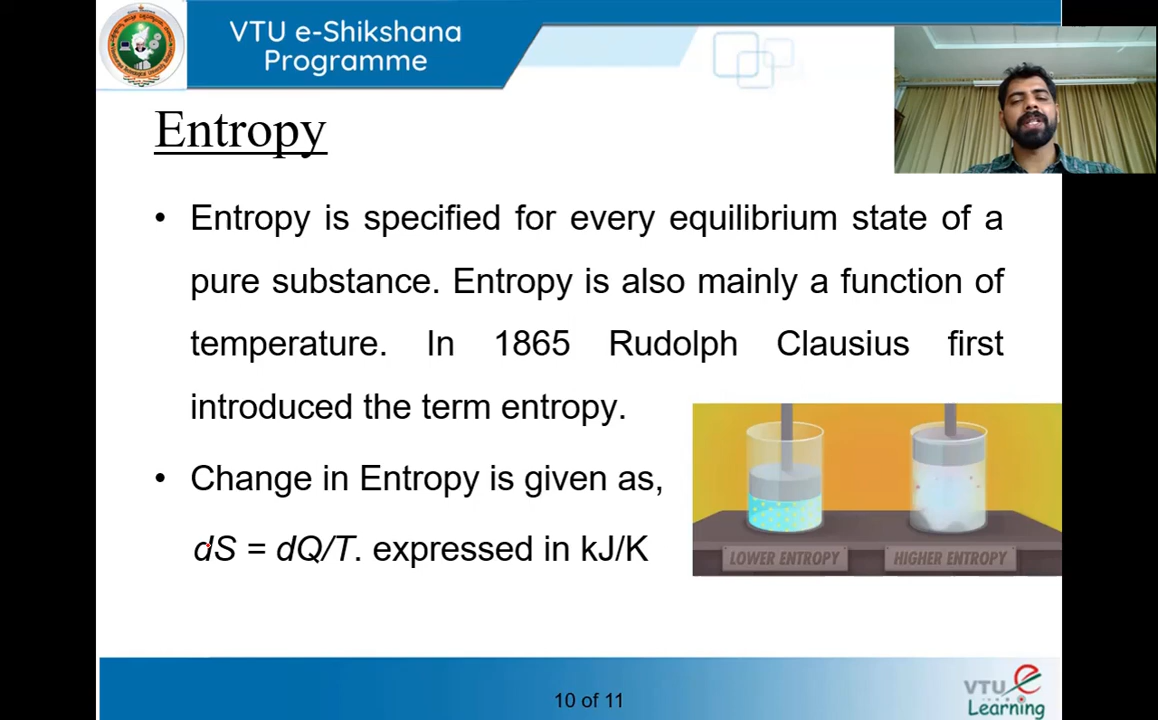 VTU e-Shikshana
Programme
Entropy
• Entropy is specified for every equilibrium state of a
pure substance. Entropy is also mainly a function of
temperature. In 1865 Rudolph Clausius first
introduced the term entropy.
• Change in Entropy is given as,
dS = dQ/T. expressed in kJ/K
LOWER ENTROPY
HIGHER ENTROPY
10 of 11
VTU e
Learning